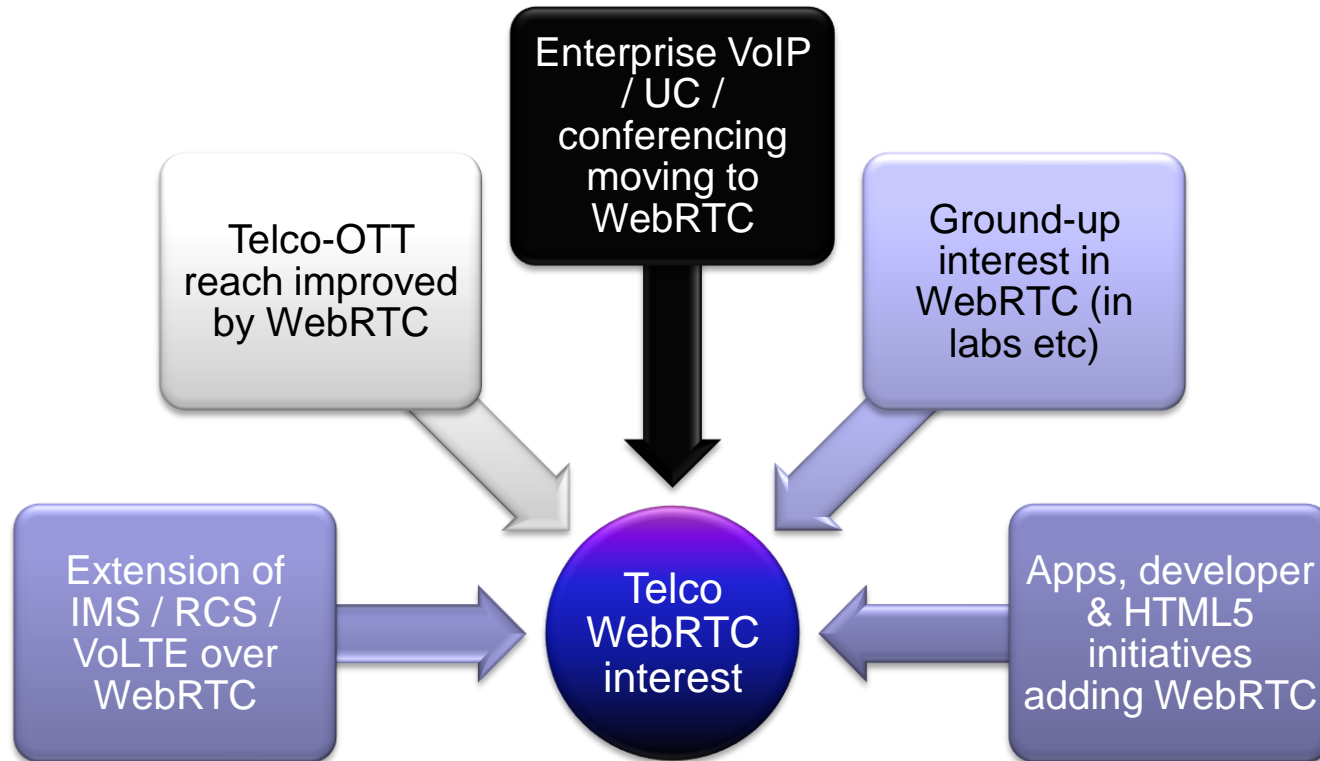 Enterprise VoIP
/ UC /
conferencing
moving to
WebRTC
Telco-OTT
reach improved
by WebRTC
Ground-up
interest in
WebRTC (in
labs etc)
Extension of
IMS / RCS /
VoLTE over
WebRTC
Telco
WebRTC
interest
Apps, developer
& HTML5
initiatives
adding WebRTC